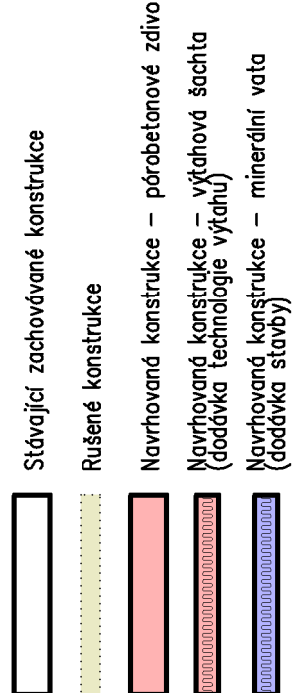 Stávající zachovávané konstrukce
Rušené konstrukce
Navrhovaná konstrukce – pórobetonové zdivo
Navrhovaná konstrukce – výtahová šachta
(dodávka technologie výtahu)
Navrhovaná konstrukce – minerální vata
(dodávka stavby)